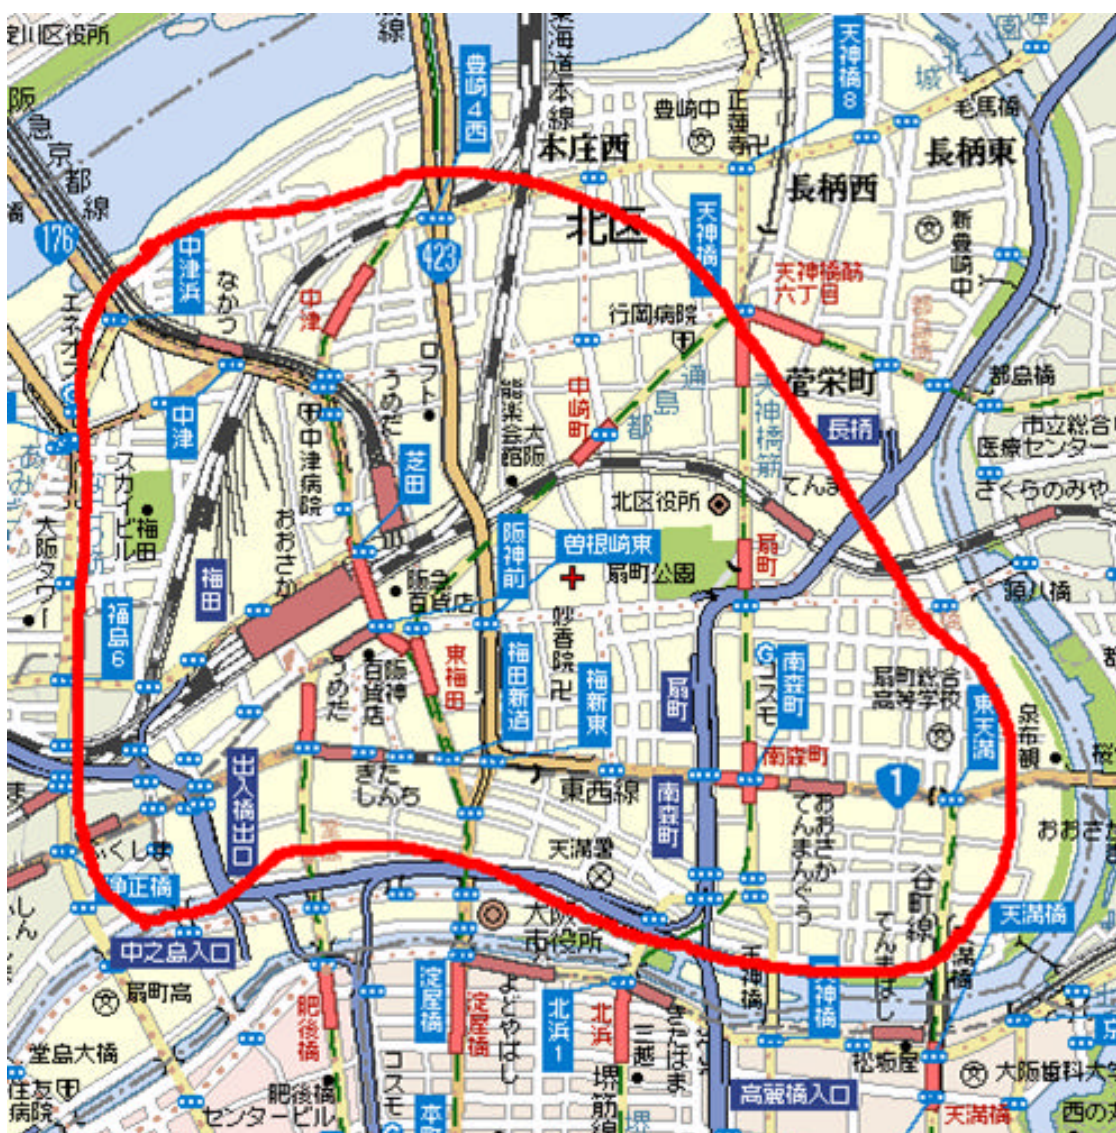 淀川区役所
阪急京都線
176
中津浜
なかつ
中津
豊崎4西
423
東海道本線
豊崎中
正蓮寺
天神橋8
毛馬橋
城北公園通
本庄西
長柄東
長柄西
北区
天神橋
新豊崎中
天神橋筋
六丁目
行岡病院
都島通
中崎町
菅栄町
都島橋
長柄
市立総合
医療センター
さくらのみや
ロフト
うめだ
能楽会館
大阪
中津
中津病院
芝田
スカイビル
梅田
おおさか
梅田
大阪タワー
福島6
北区役所
天神橋筋
てんま
扇町
扇町公園
曽根崎東
阪神前
阪急
百貨店
妙香院
源八橋
梅田新道
梅新東
東梅田
阪神
百貨店
うめだ
扇町
コスモ
南森町
扇町総合
高等学校
東天満
泉布観
出入橋出口
きたしんち
東西線
南森町
南森町
1
おおさか
てんまんぐう
ふくしま
浄正橋
中之島入口
天満署
大阪
市役所
谷町線
天満橋
てんまばし
天神橋
天神橋
扇町高
堂島大橋
住友
病院
肥後橋
肥後橋
センタービル
コスモ
淀屋橋
淀屋橋
よどやばし
北浜1
北浜
三越
きたはま
堺筋線
高麗橋入口
松坂屋
天満橋
大阪歯科大学